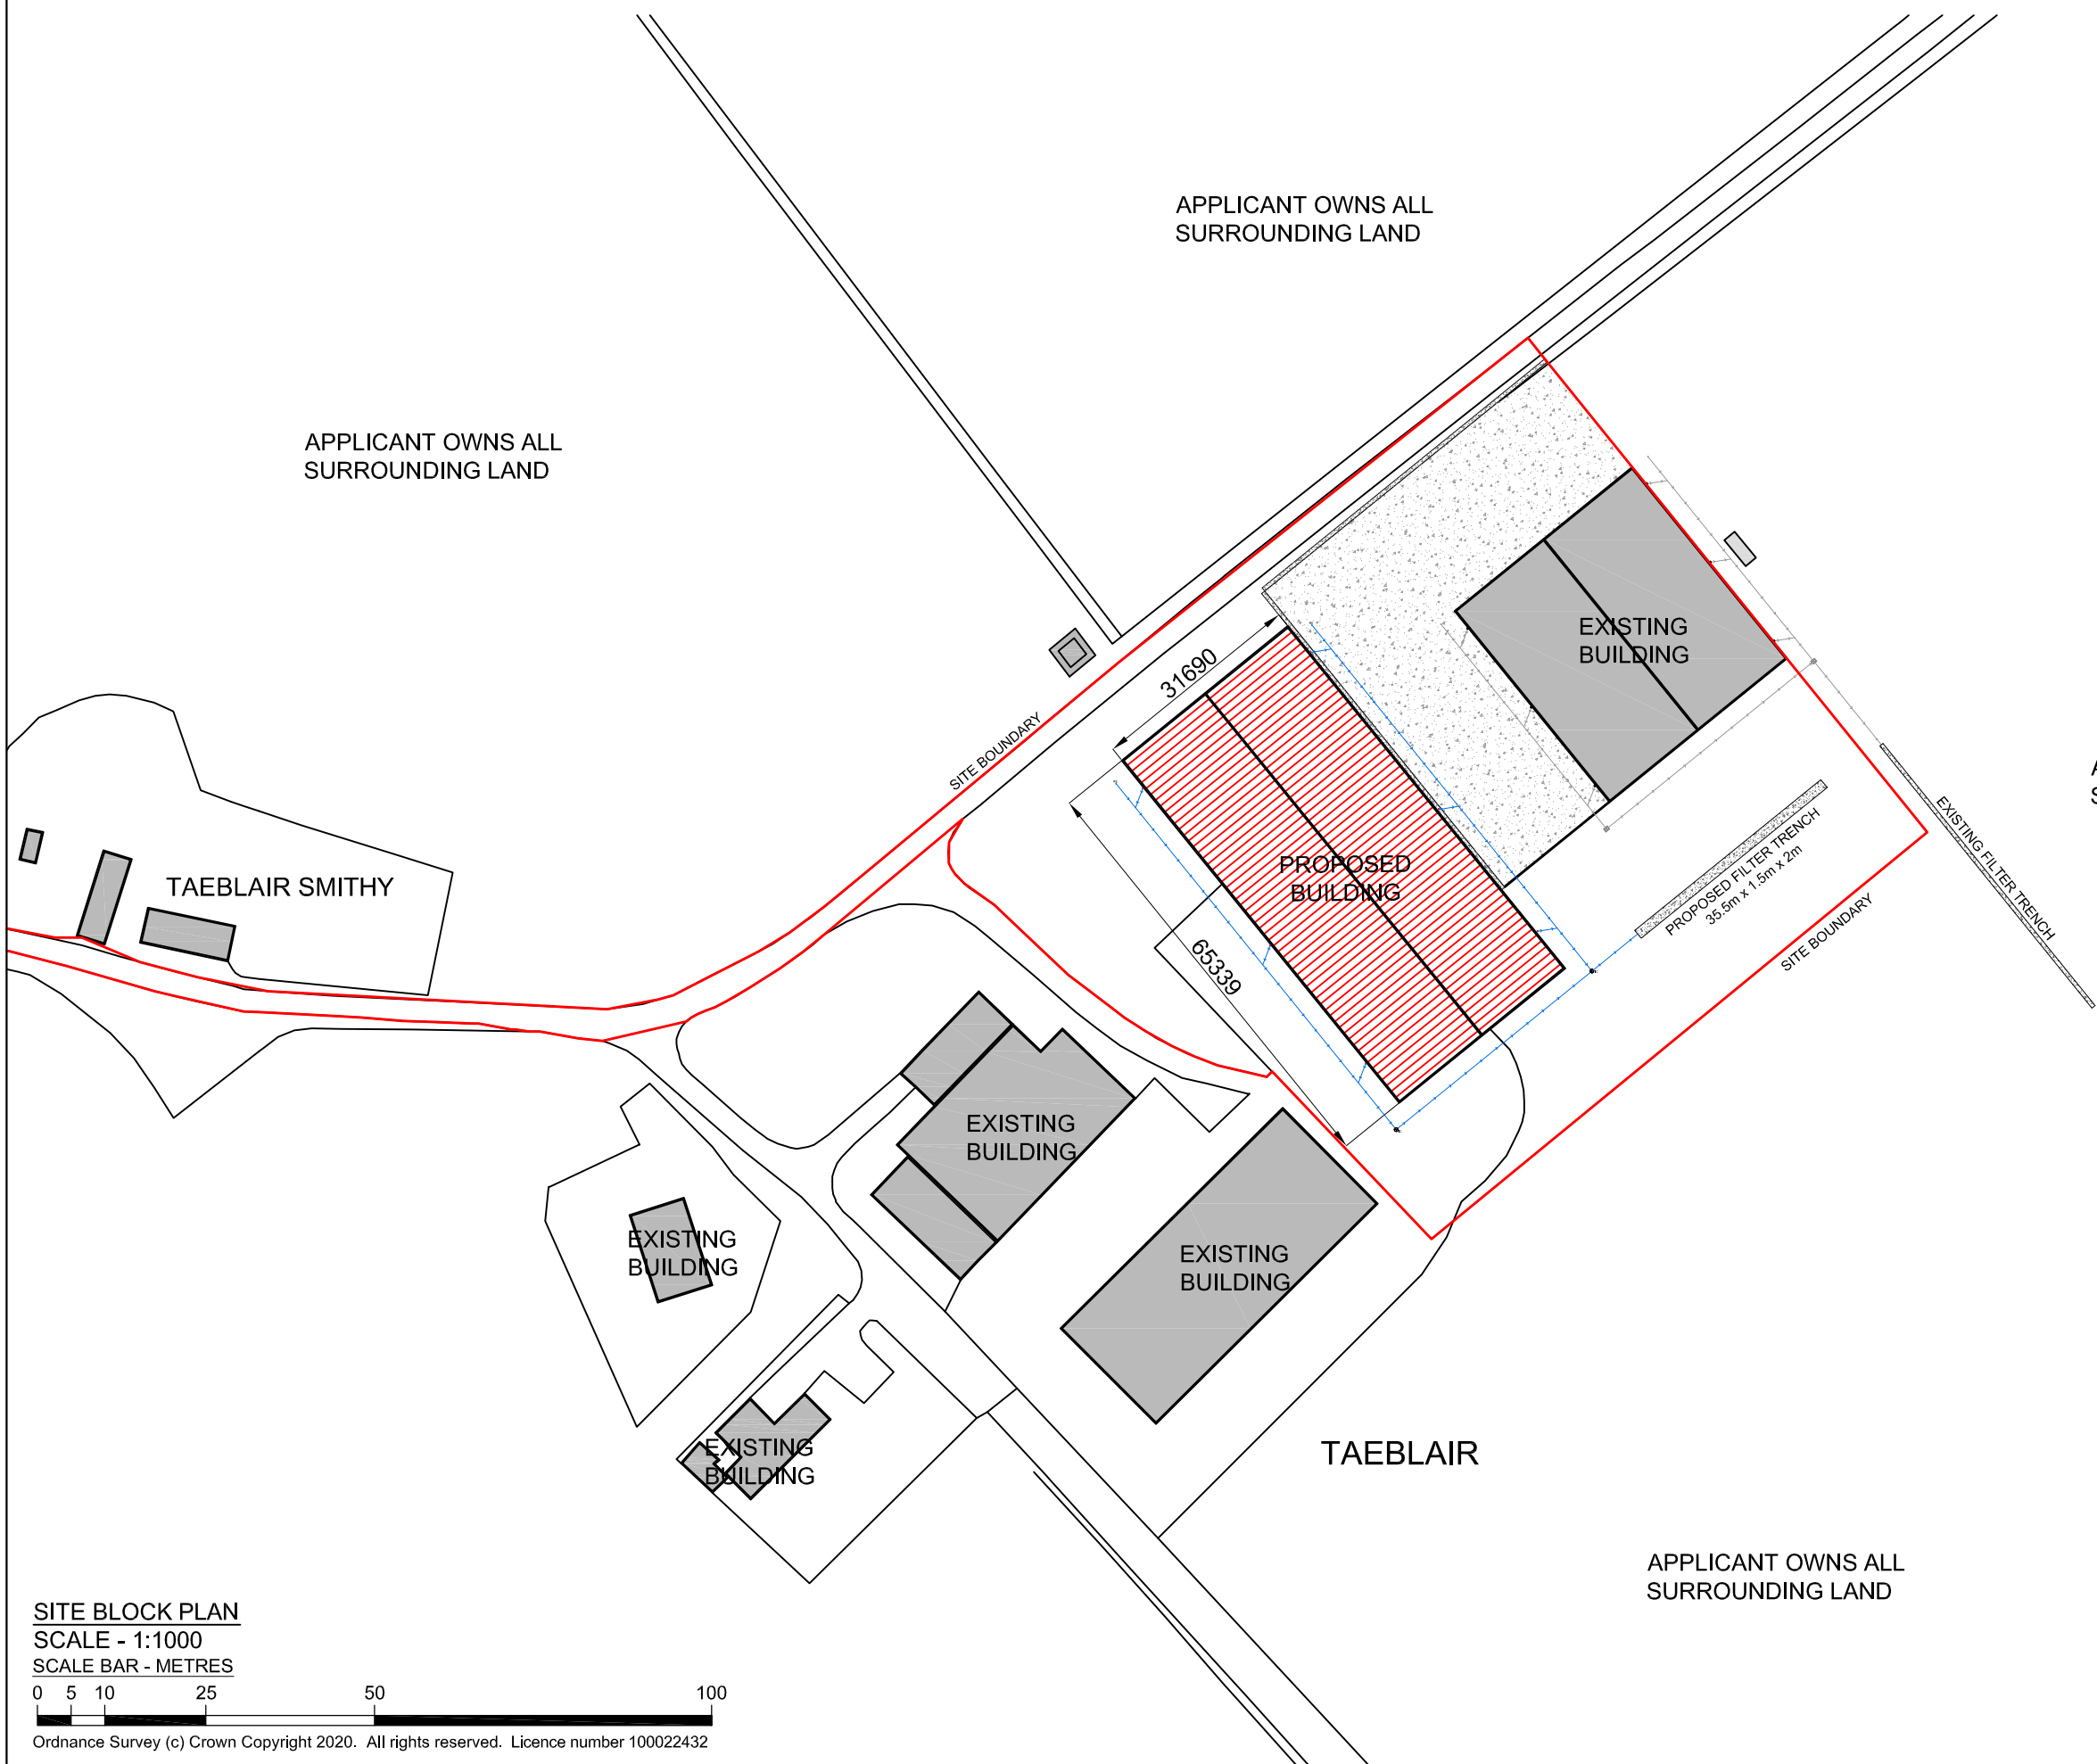 APPLICANT OWNS ALL
SURROUNDING LAND
APPLICANT OWNS ALL
SURROUNDING LAND
EXISTING
BUILDING
31690
SITE BOUNDARY
TAEBLAIR SMITHY
PROPOSED
BUILDING
65339
PROPOSED FILTER TRENCH
35.5m x 1.5m x 2m
EXISTING FILTER TRENCH
SITE BOUNDARY
EXISTING
BUILDING
EXISTING
BUILDING
EXISTING
BUILDING
EXISTING
BUILDING
TAEBLAIR
APPLICANT OWNS ALL
SURROUNDING LAND
SITE BLOCK PLAN
SCALE - 1:1000
SCALE BAR - METRES
0 5 10 25 50 100
Ordnance Survey (c) Crown Copyright 2020. All rights reserved. Licence number 100022432